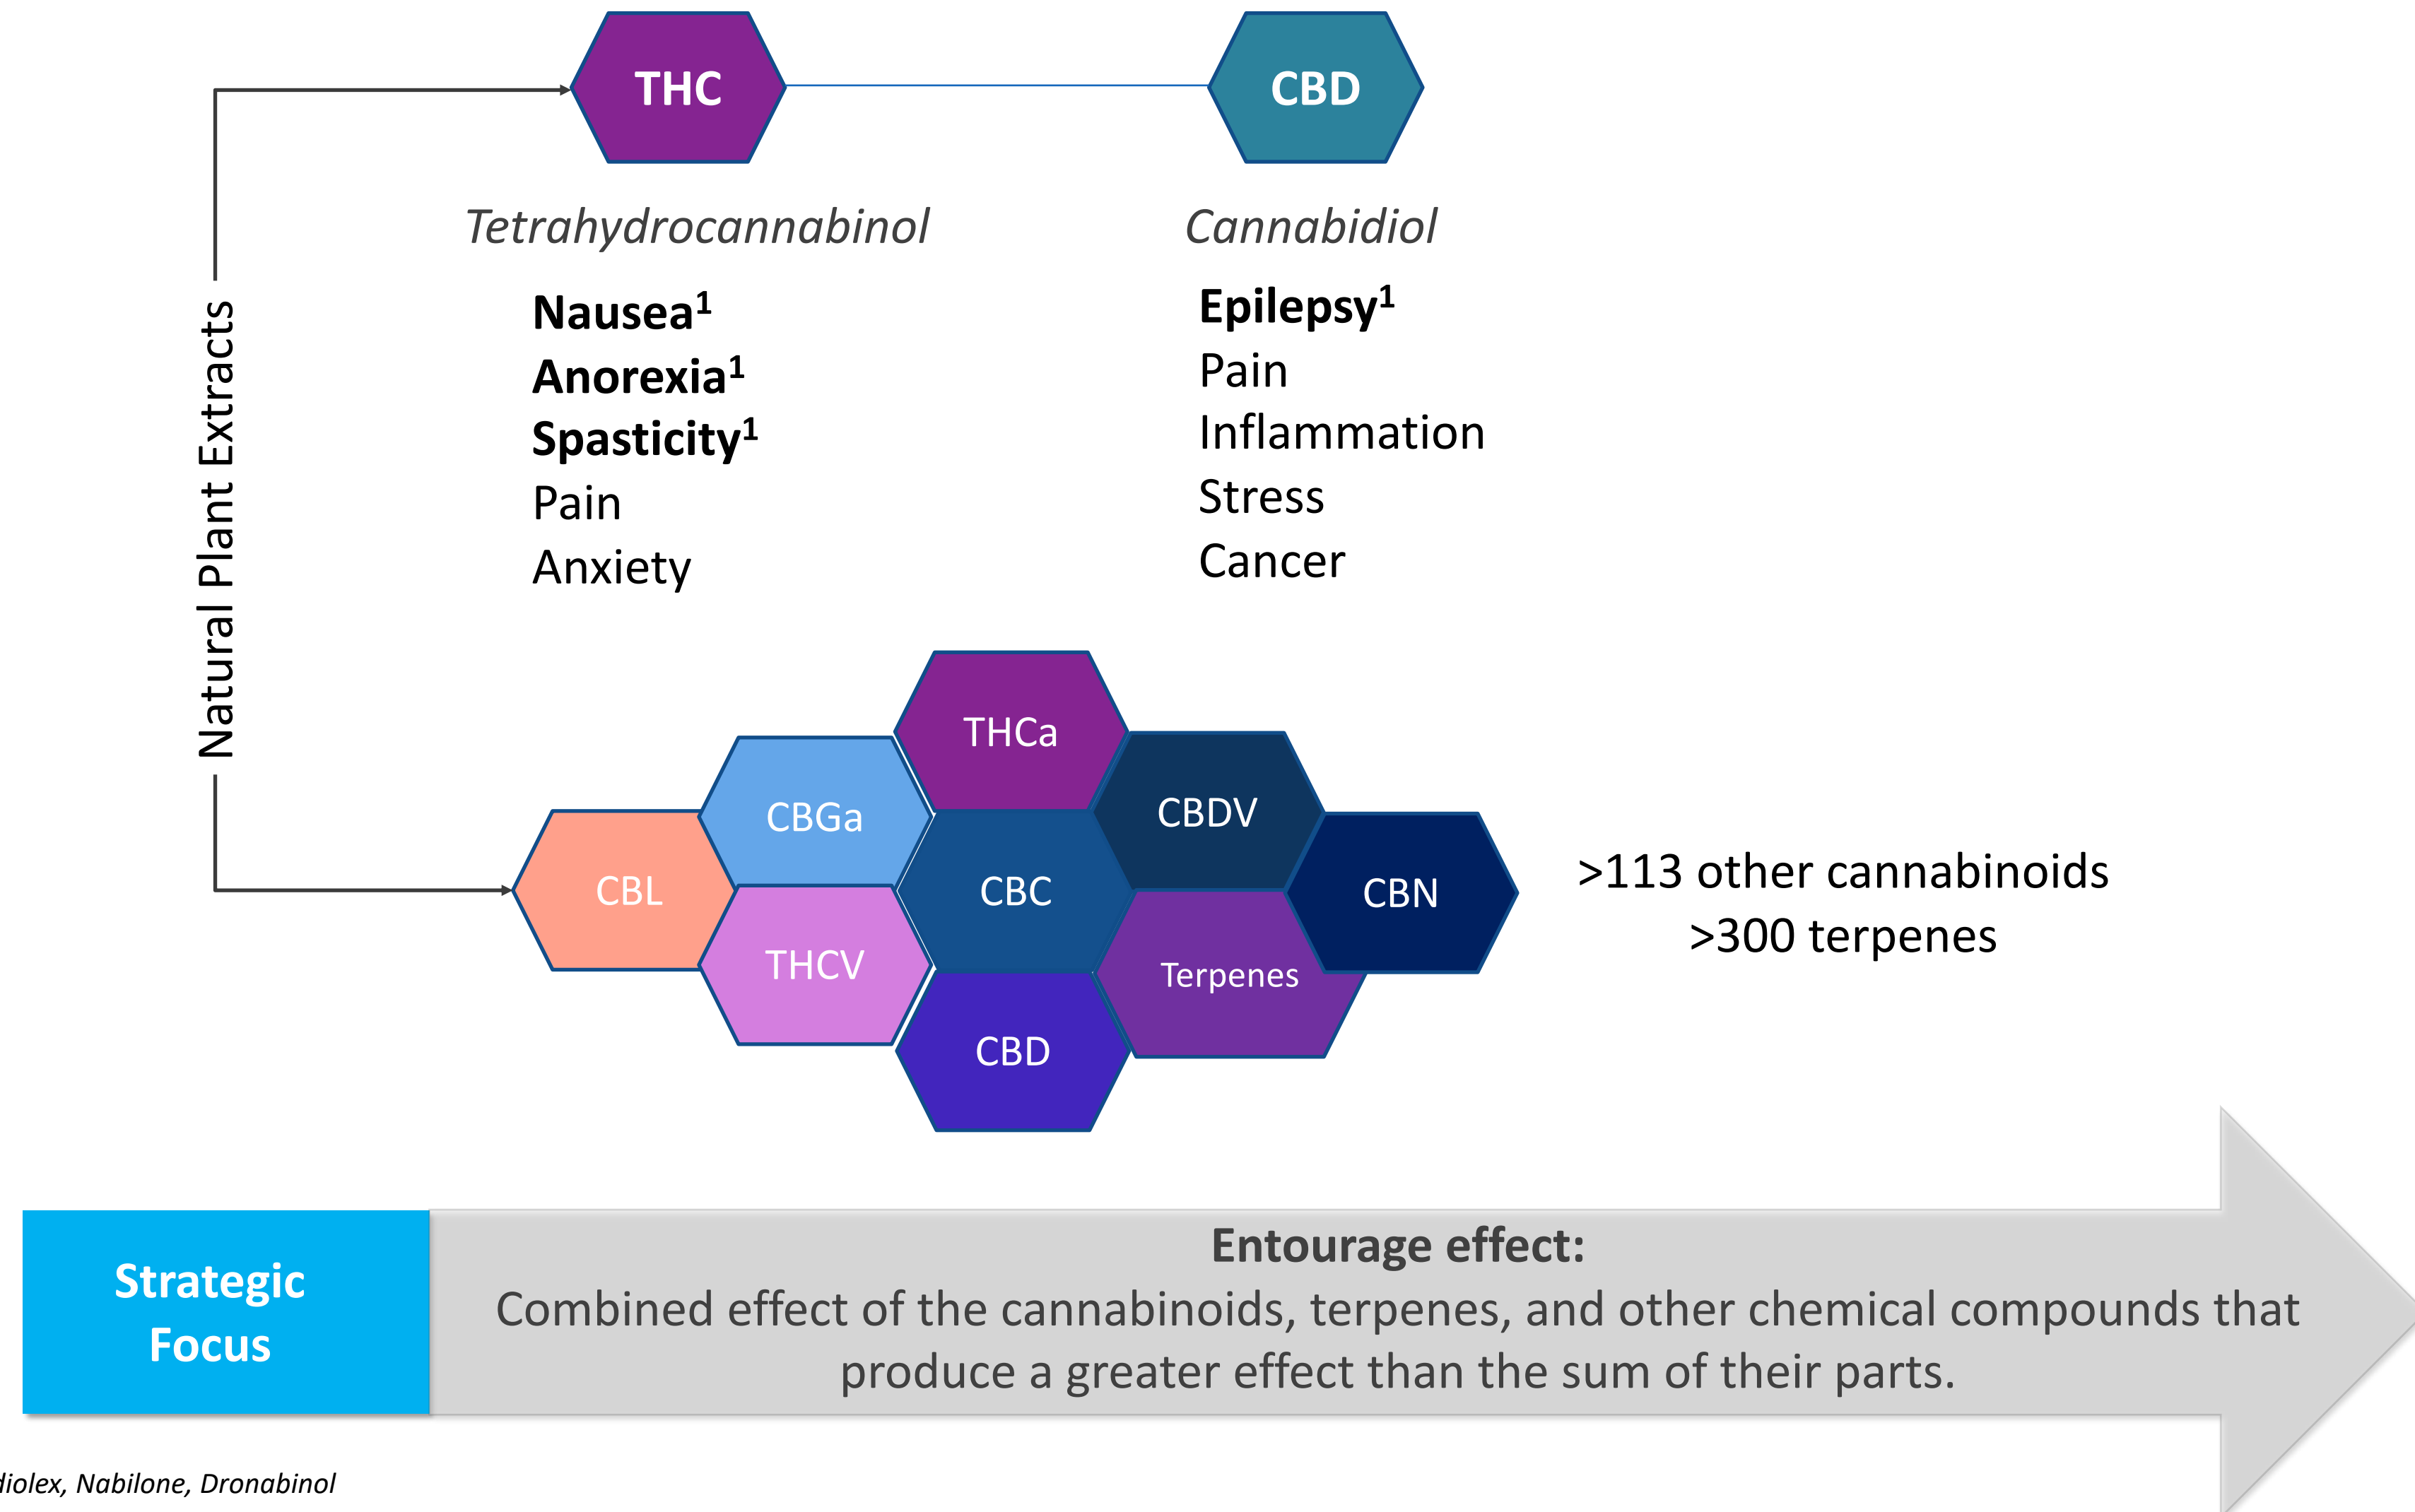 THC
CBD
Tetrahydrocannabinol
Cannabidiol
Nausea¹
Anorexia¹
Spasticity¹
Pain
Anxiety
Epilepsy¹
Pain
Inflammation
Stress
Cancer
Natural Plant Extracts
THCa
CBGa
CBDV
CBL
CBC
CBN
THCV
Terpenes
CBD
>113 other cannabinoids
>300 terpenes
Strategic
Focus
Entourage effect:
Combined effect of the cannabinoids, terpenes, and other chemical compounds that
produce a greater effect than the sum of their parts.
Nabilone, Dronabinol